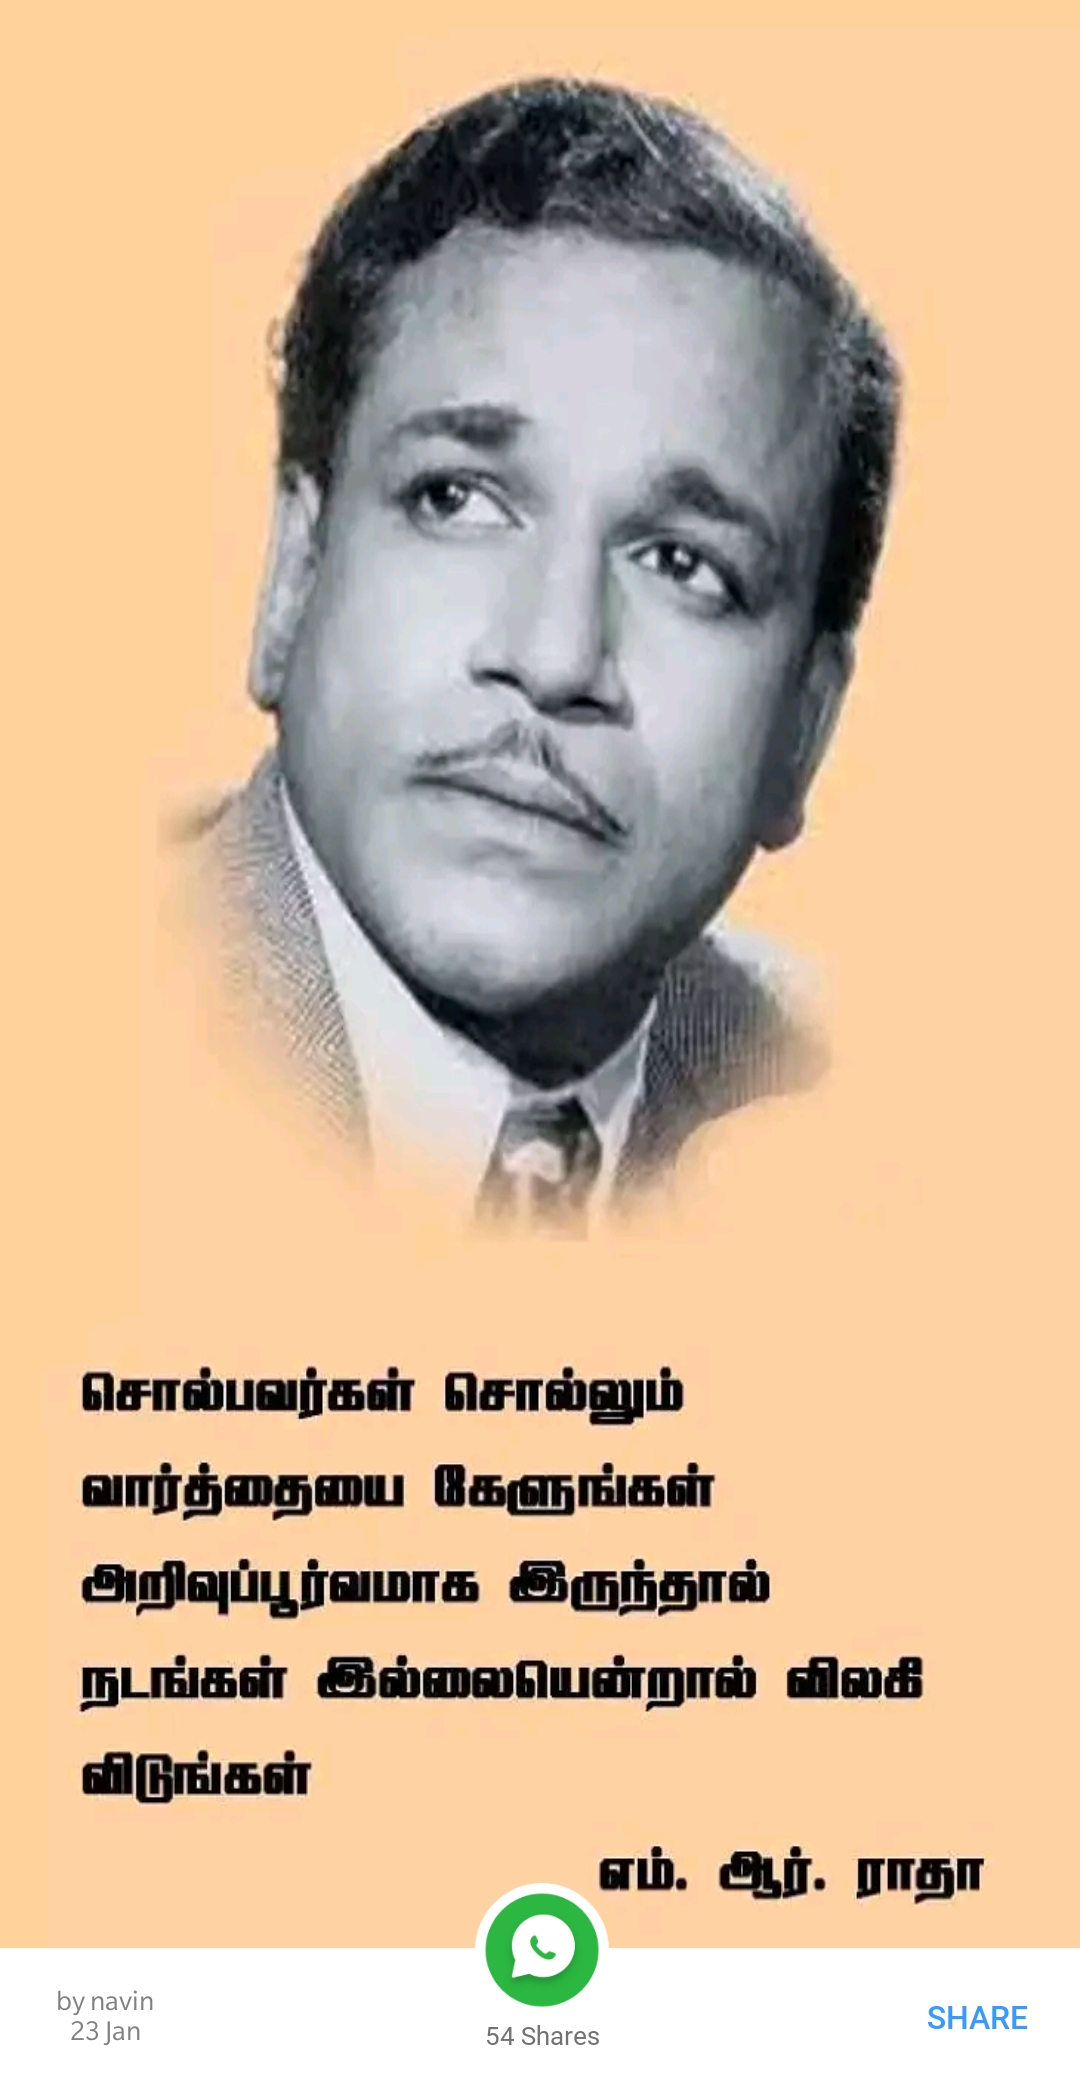 சொல்பவர்கள் சொல்லும்
வார்த்தையை கேளுங்கள்
அறிவுப்பூர்வமாக இருந்தால்
நடங்கள் இல்லையென்றால் விலகி
விடுங்கள்
எம். ஆர். ராதா
by navin
23 Jan
54 Shares
SHARE